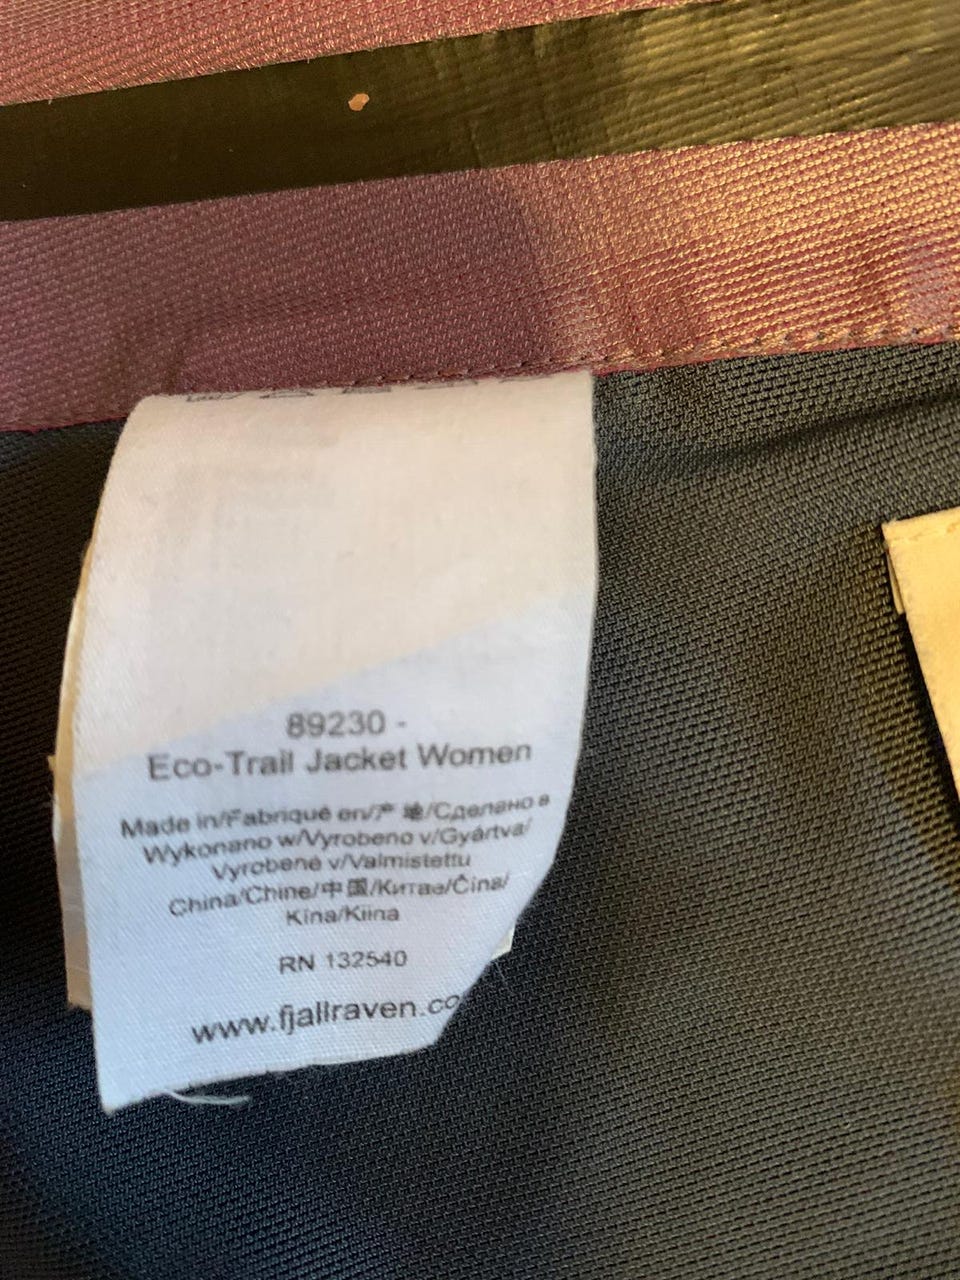 89230 -
Eco-Trail Jacket Women
Made in/Fabriqué en/产 地/Сделано в
Wykonano w/Vyrobeno v/Gyártva/
Vyrobené v/Valmistettu
China/Chine/中国/Китае/Čína/
Kína/Kiina
RN 132540
www.fjallraven.co